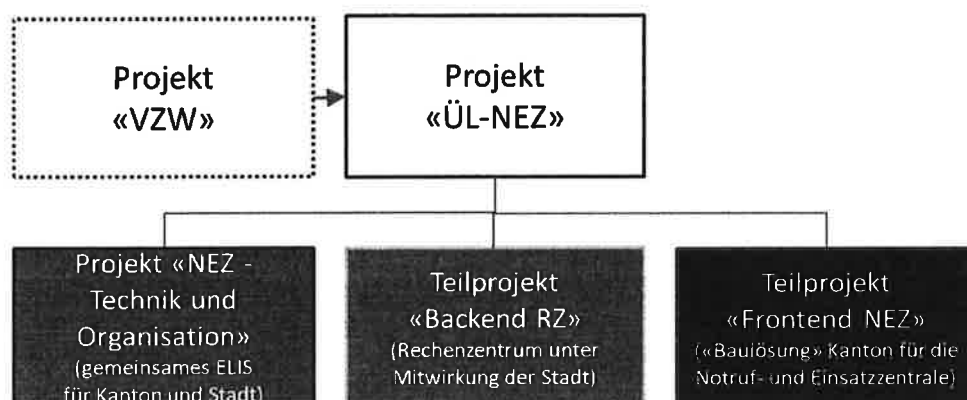 Projekt
«VZW»
Projekt
«ÜL-NEZ»
Projekt «NEZ -
Technik und
Organisation»
(gemeinsames ELIS
für Kanton und Stadt)
Teilprojekt
«Backend RZ»
(Rechenzentrum unter
Mitwirkung der Stadt)
Teilprojekt
«Frontend NEZ»
(«Baulösung» Kanton für die
Notruf- und Einsatzzentrale)